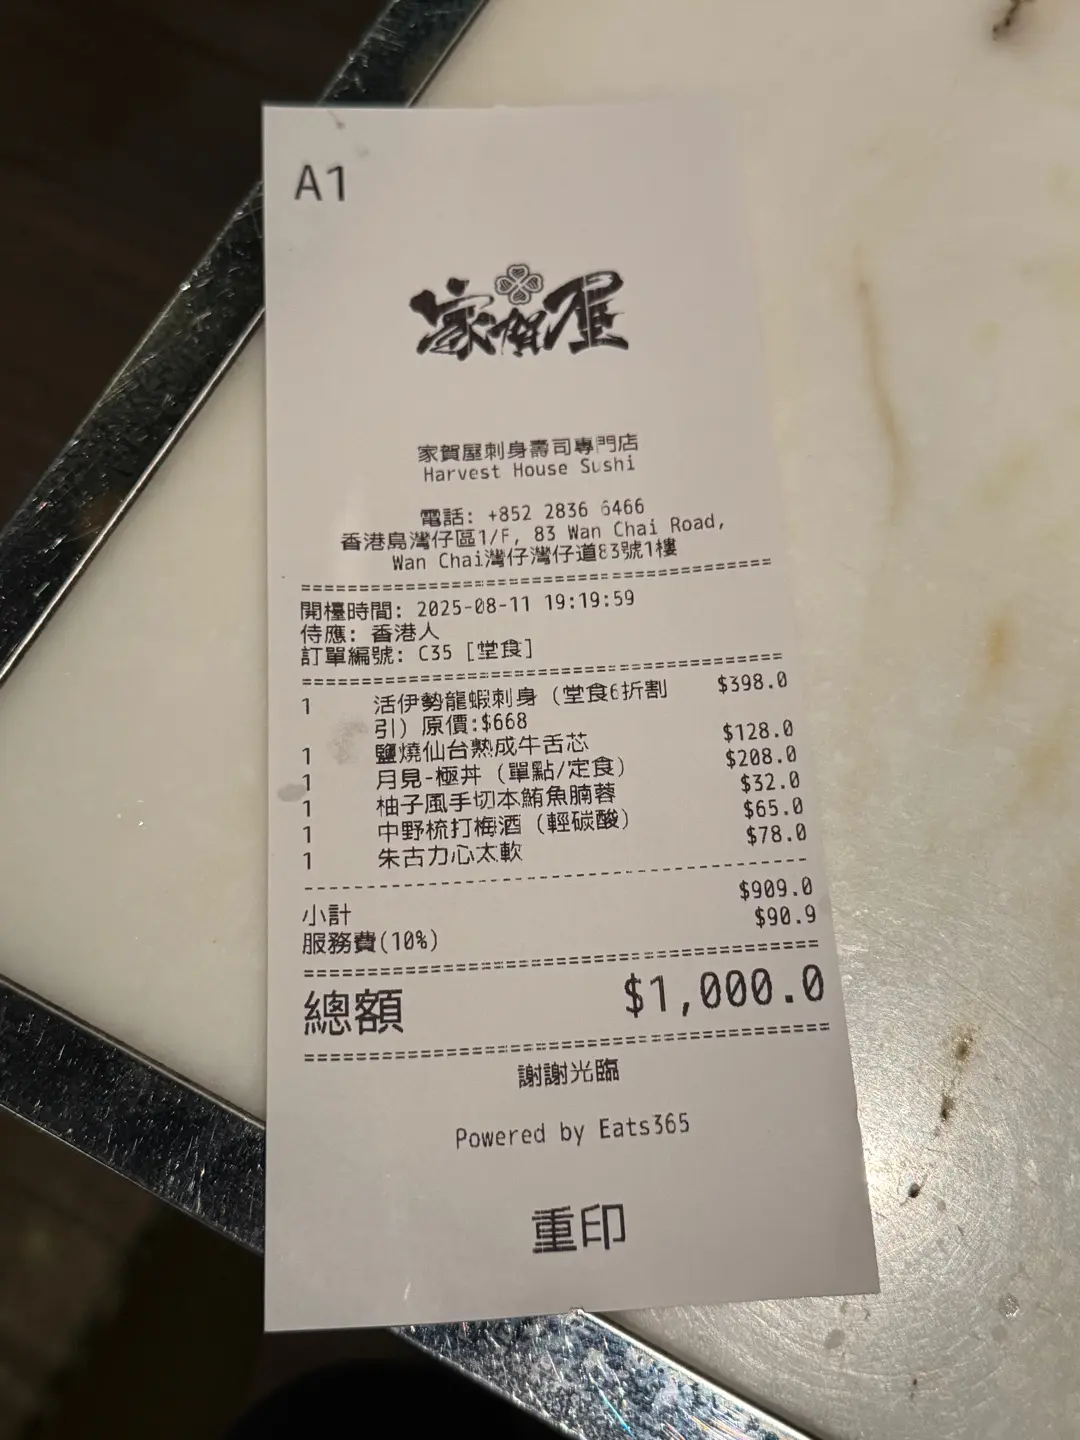 A1
家賀屋
家賀屋刺身壽司專門店
Harvest House Sushi
電話: +852 2836 6466
香港島灣仔區1/F, 83 Wan Chai Road,
Wan Chai灣仔灣仔道83號1樓
開檯時間: 2025-08-11 19:19:59
侍應: 香港人
訂單編號: C35 [堂食]
1 活伊勢龍蝦刺身 (堂食6折割 $398.0
引) 原價:$668
1 鹽燒仙台熟成牛舌芯 $128.0
1 月見-極丼 (單點/定食) $208.0
1 柚子風手切本鮪魚腩蓉 $32.0
1 中野梳打梅酒 (輕碳酸) $65.0
1 朱古力心太軟 $78.0
小計 $909.0
服務費(10%) $90.9
總額 $1,000.0
謝謝光臨
Powered by Eats365
重印